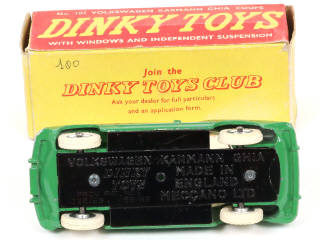 No. 187 VOLKSWAGEN KARMANN GHIA COUPÉ
DINKY TOYS
WITH WINDOWS AND INDEPENDENT SUSPENSION
100
Join the
DINKY TOYS CLUB
Ask your dealer for full particulars
and an application form.
VOLKSWAGEN KARMANN GHIA
DINKY MADE IN
TOYS ENGLAND
MECCANO LTD